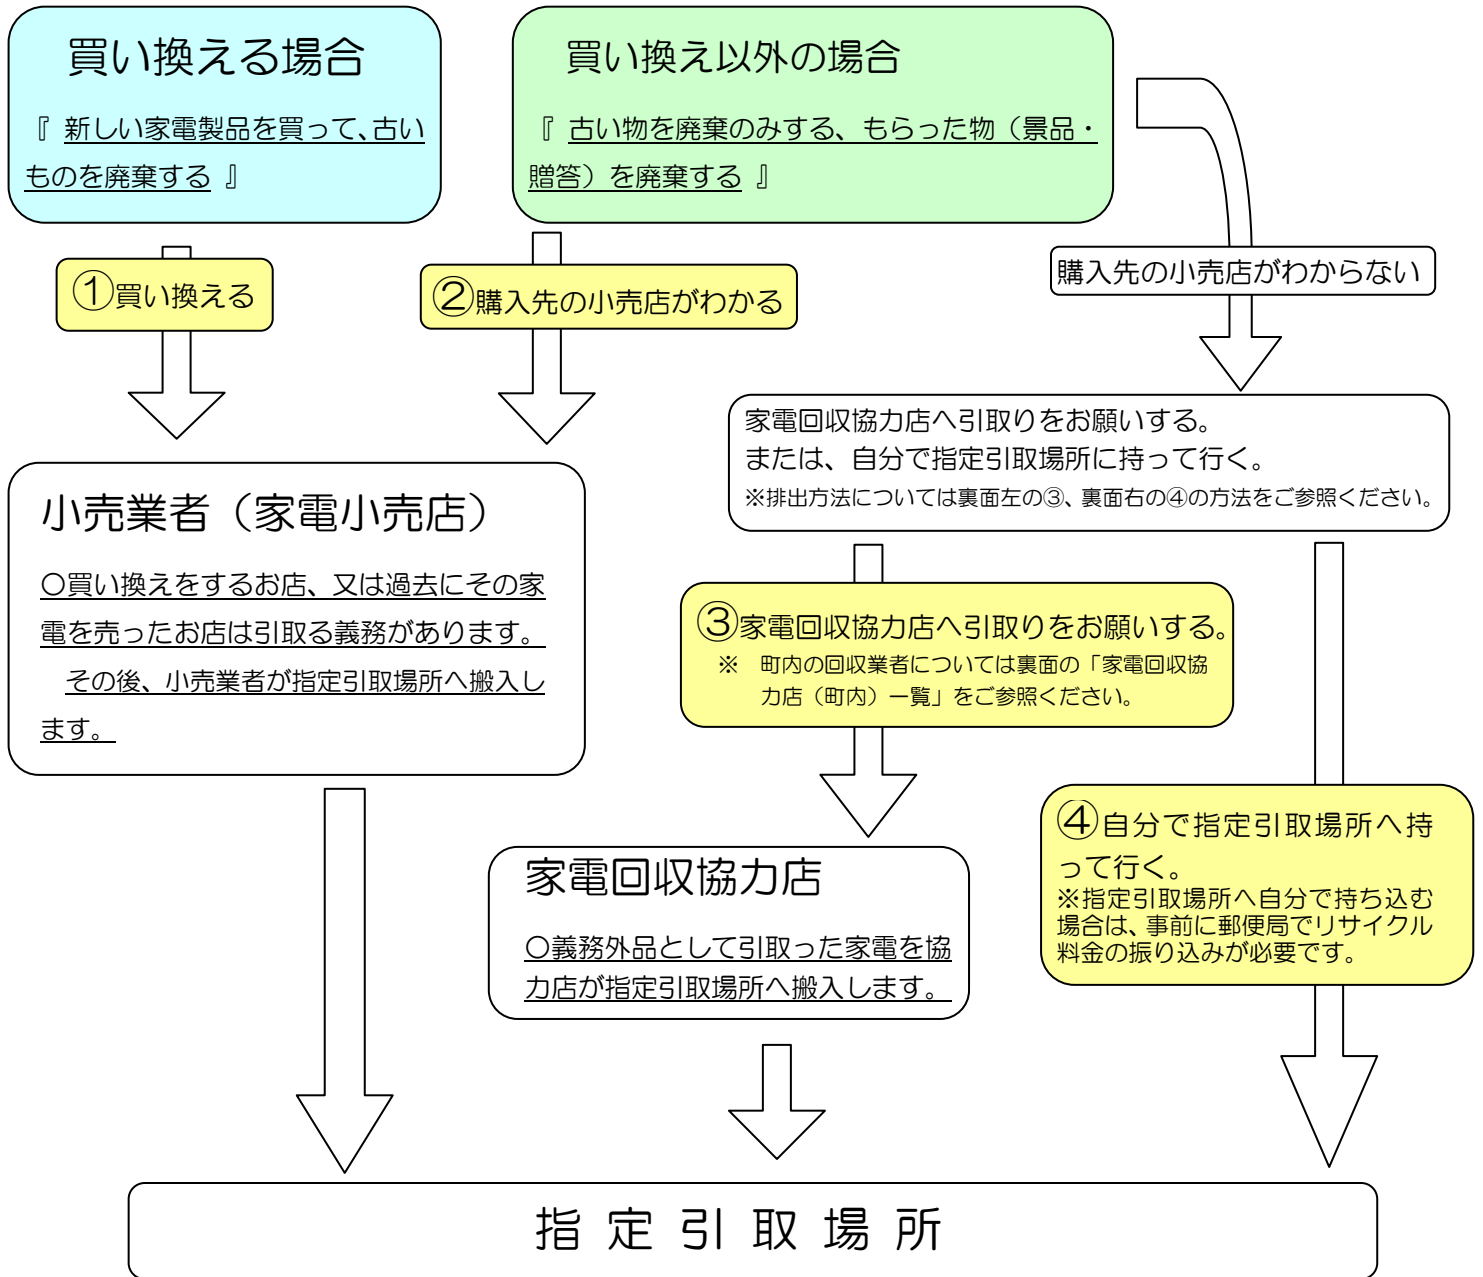 買い換える場合
『 新しい家電製品を買って、古い
ものを廃棄する 』
買い換え以外の場合
『 古い物を廃棄のみする、もらった物（景品・
贈答）を廃棄する 』
①買い換える
②購入先の小売店がわかる
購入先の小売店がわからない
家電回収協力店へ引取りをお願いする。
または、自分で指定引取場所に持って行く。
※排出方法については裏面左の③、裏面右の④の方法をご参照ください。
小売業者（家電小売店）
○買い換えをするお店、又は過去にその家
電を売ったお店は引取る義務があります。
その後、小売業者が指定引取場所へ搬入し
ます。
③家電回収協力店へ引取りをお願いする。
※　町内の回収業者については裏面の「家電回収協
力店（町内）一覧」をご参照ください。
④自分で指定引取場所へ持
って行く。
※指定引取場所へ自分で持ち込む
場合は、事前に郵便局でリサイクル
料金の振り込みが必要です。
家電回収協力店
○義務外品として引取った家電を協
力店が指定引取場所へ搬入します。
指 定 引 取 場 所